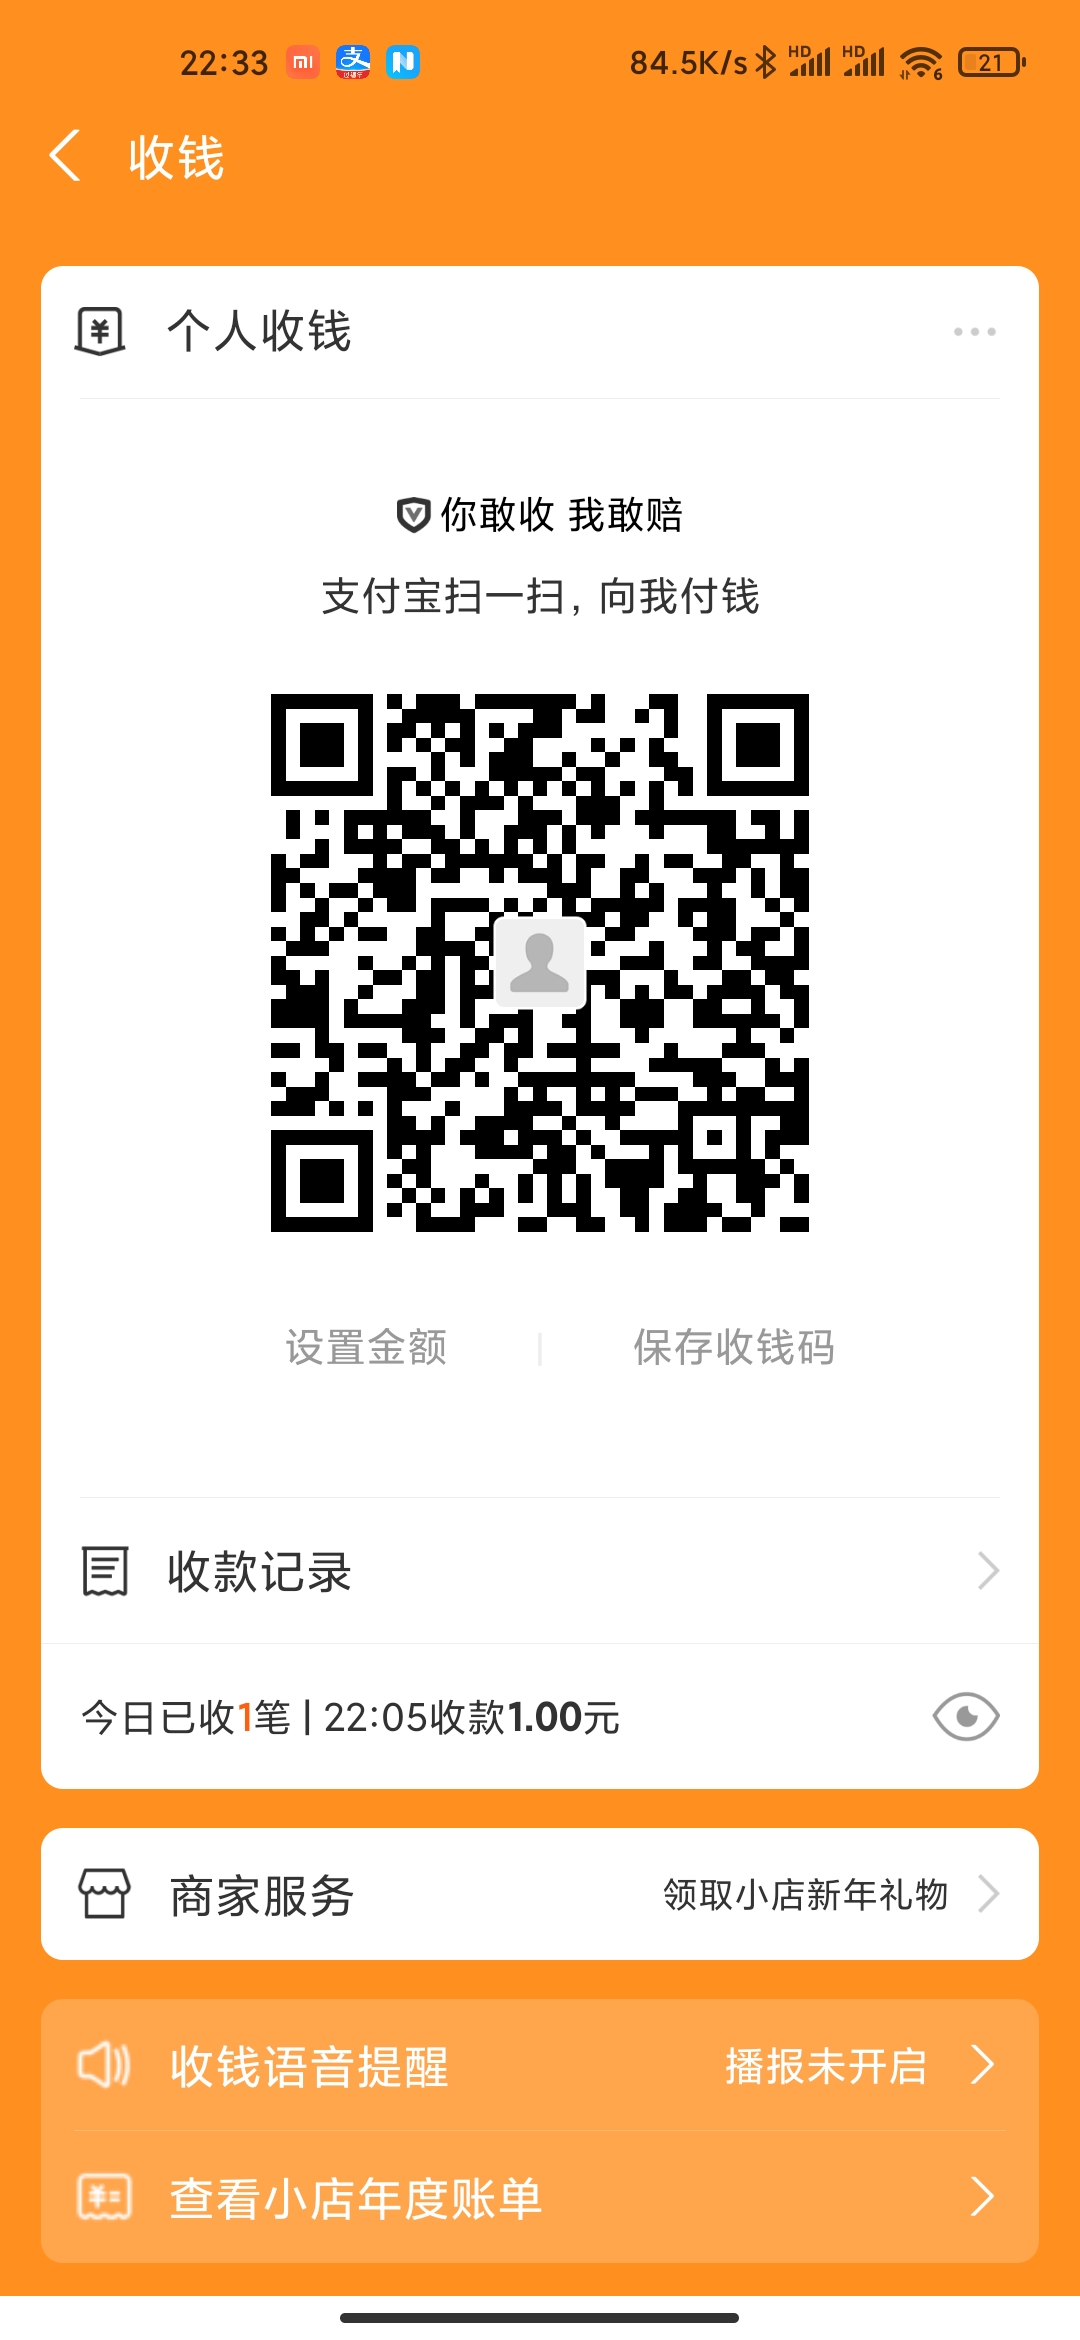 22:33 84.5K/s HD HD 6 21
收钱
个人收钱
你敢收 我敢赔
支付宝扫一扫，向我付钱
设置金额 | 保存收钱码
收款记录
今日已收1笔 | 22:05收款1.00元
商家服务 领取小店新年礼物
收钱语音提醒 播报未开启
查看小店年度账单